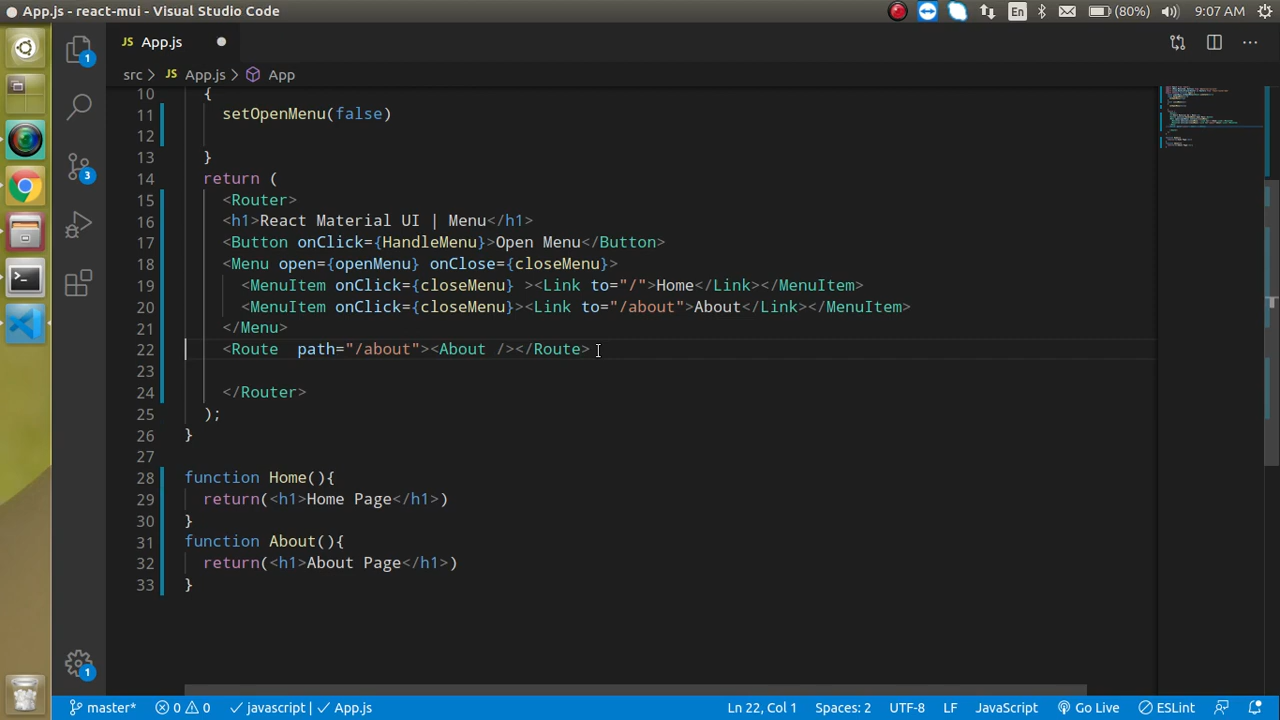 App.js - react-mui - Visual Studio Code
En (80%) 9:07 AM
JS App.js
src > JS App.js > App
10 {
11 setOpenMenu(false)
12
13 }
14 return (
15 <Router>
16 <h1>React Material UI | Menu</h1>
17 <Button onClick={HandleMenu}>Open Menu</Button>
18 <Menu open={openMenu} onClose={closeMenu}>
19 <MenuItem onClick={closeMenu} ><Link to="/">Home</Link></MenuItem>
20 <MenuItem onClick={closeMenu}><Link to="/about">About</Link></MenuItem>
21 </Menu>
22 <Route  path="/about"><About /></Route>
23
24 </Router>
25 );
26 }
27
28 function Home(){
29 return(<h1>Home Page</h1>)
30 }
31 function About(){
32 return(<h1>About Page</h1>)
33 }
1
3
1
master* 0 0 javascript | App.js Ln 22, Col 1 Spaces: 2 UTF-8 LF JavaScript Go Live ESLint